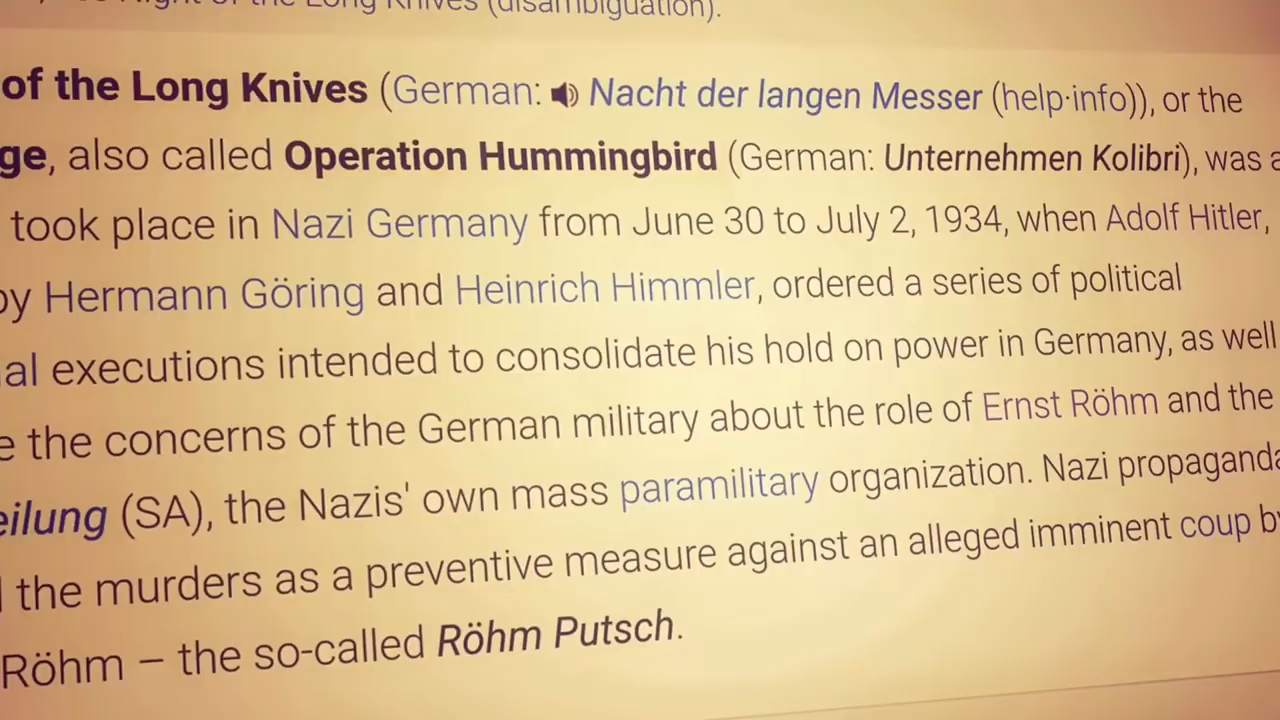 of the Long Knives (disambiguation).
of the Long Knives (German: Nacht der langen Messer (help·info)), or the
ge, also called Operation Hummingbird (German: Unternehmen Kolibri), was a
took place in Nazi Germany from June 30 to July 2, 1934, when Adolf Hitler,
by Hermann Göring and Heinrich Himmler, ordered a series of political
al executions intended to consolidate his hold on power in Germany, as well
e the concerns of the German military about the role of Ernst Röhm and the
eilung (SA), the Nazis' own mass paramilitary organization. Nazi propaganda
the murders as a preventive measure against an alleged imminent coup by
Röhm – the so-called Röhm Putsch.